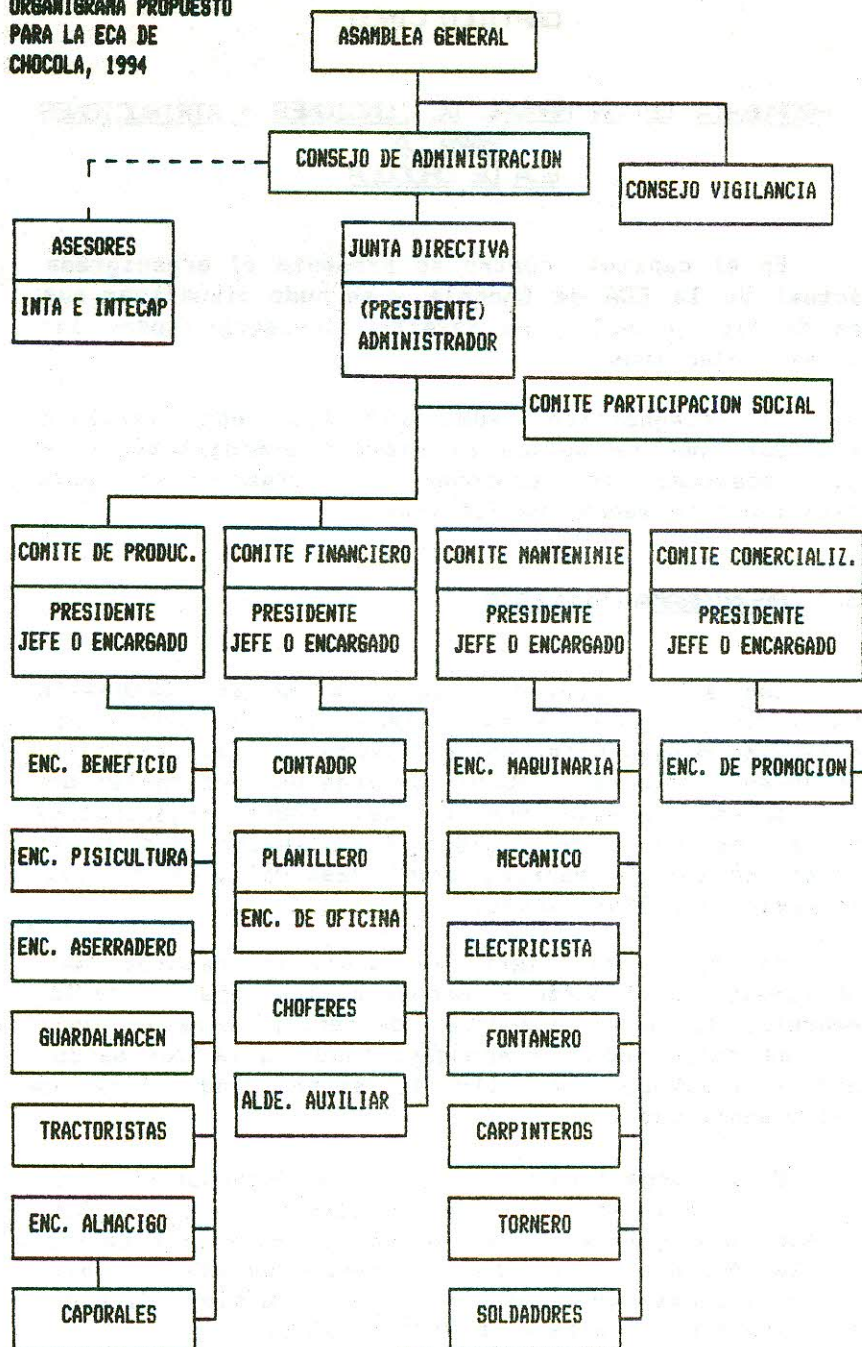 ORGANIGRAMA PROPUESTO
PARA LA ECA DE
CHOCOLA, 1994
ASAMBLEA GENERAL
CONSEJO DE ADMINISTRACION
CONSEJO VIGILANCIA
ASESORES
INTA E INTECAP
JUNTA DIRECTIVA
(PRESIDENTE)
ADMINISTRADOR
COMITE PARTICIPACION SOCIAL
COMITE DE PRODUC.
PRESIDENTE
JEFE O ENCARGADO
ENC. BENEFICIO
ENC. PISICULTURA
ENC. ASERRADERO
GUARDALMACEN
TRACTORISTAS
ENC. ALMACIGO
CAPORALES
COMITE FINANCIERO
PRESIDENTE
JEFE O ENCARGADO
CONTADOR
PLANILLERO
ENC. DE OFICINA
CHOFERES
ALDE. AUXILIAR
COMITE MANTENIMIE
PRESIDENTE
JEFE O ENCARGADO
ENC. MAQUINARIA
MECANICO
ELECTRICISTA
FONTANERO
CARPINTEROS
TORNERO
SOLDADORES
COMITE COMERCIALIZ.
PRESIDENTE
JEFE O ENCARGADO
ENC. DE PROMOCION